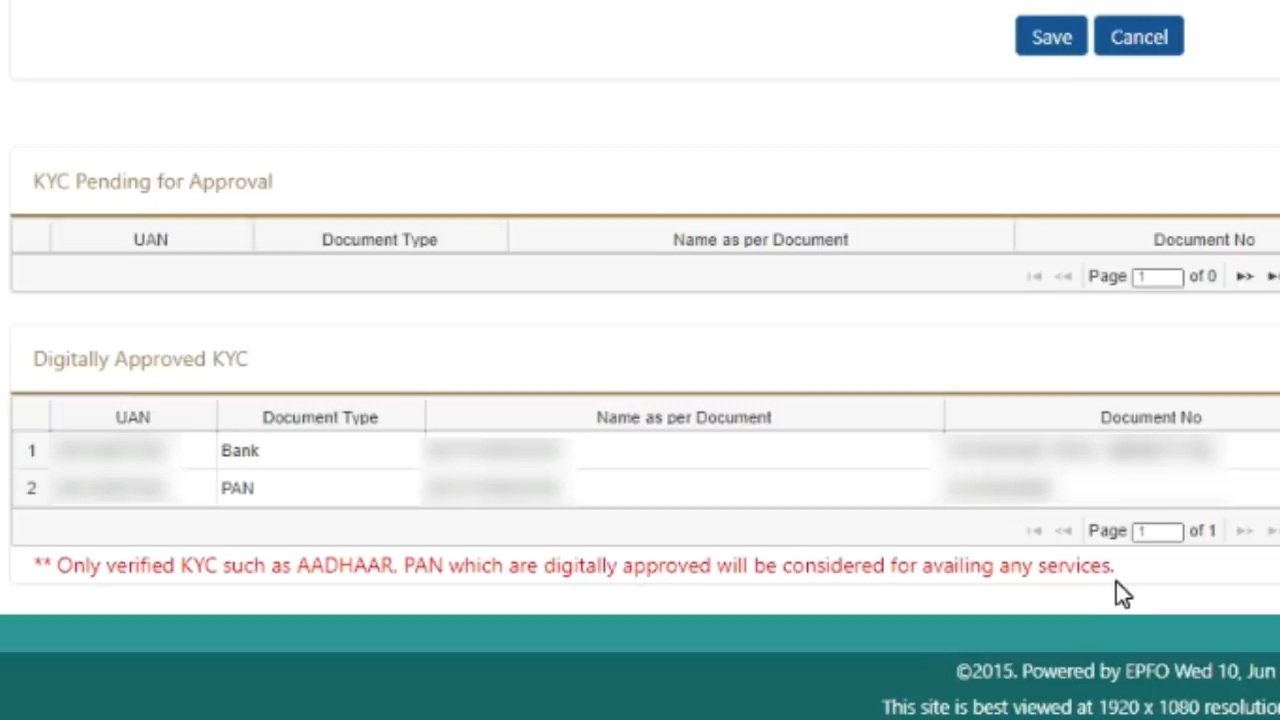 Save Cancel
KYC Pending for Approval
UAN Document Type Name as per Document Document No
Page 1 of 0
Digitally Approved KYC
UAN Document Type Name as per Document Document No
1 Bank
2 PAN
Page 1 of 1
** Only verified KYC such as AADHAAR, PAN which are digitally approved will be considered for availing any services.
©2015. Powered by EPFO Wed 10, Jun
This site is best viewed at 1920 x 1080 resolutio